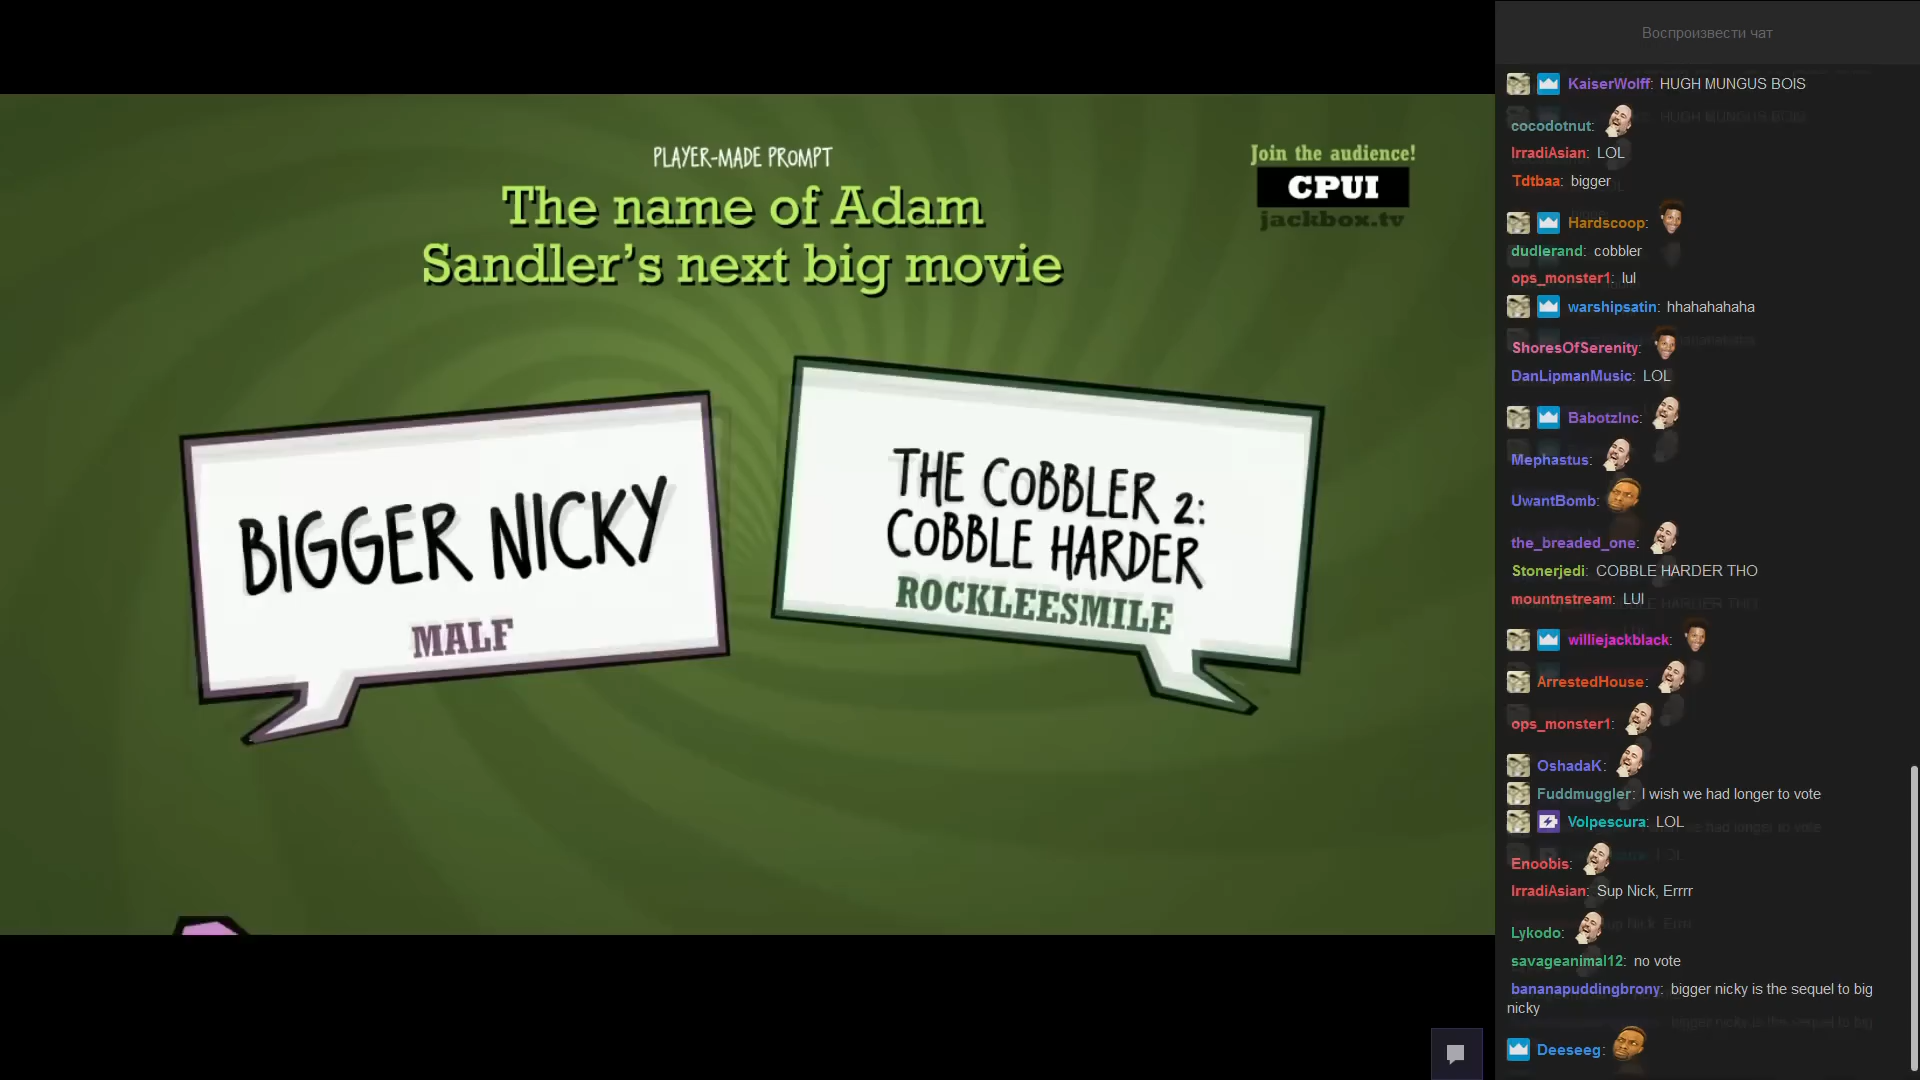 PLAYER-MADE PROMPT
The name of Adam
Sandler's next big movie
Join the audience!
CPUI
jackbox.tv
BIGGER NICKY
MALF
THE COBBLER 2:
COBBLE HARDER
ROCKLEESMILE
Воспроизвести чат
KaiserWolff: HUGH MUNGUS BOIS
cocodotnut:
IrradiAsian: LOL
Tdtbaa: bigger
Hardscoop:
dudlerand: cobbler
ops_monster1: lul
warshipsatin: hhahahahaha
ShoresOfSerenity:
DanLipmanMusic: LOL
BabotzInc:
Mephastus:
UwantBomb:
the_breaded_one:
Stonerjedi: COBBLE HARDER THO
mountnstream: LUl
williejackblack:
ArrestedHouse:
ops_monster1:
OshadaK:
Fuddmuggler: I wish we had longer to vote
Volpescura: LOL
Enoobis:
IrradiAsian: Sup Nick, Errrr
Lykodo:
savageanimal12: no vote
bananapuddingbrony: bigger nicky is the sequel to big
nicky
Deeseeg: